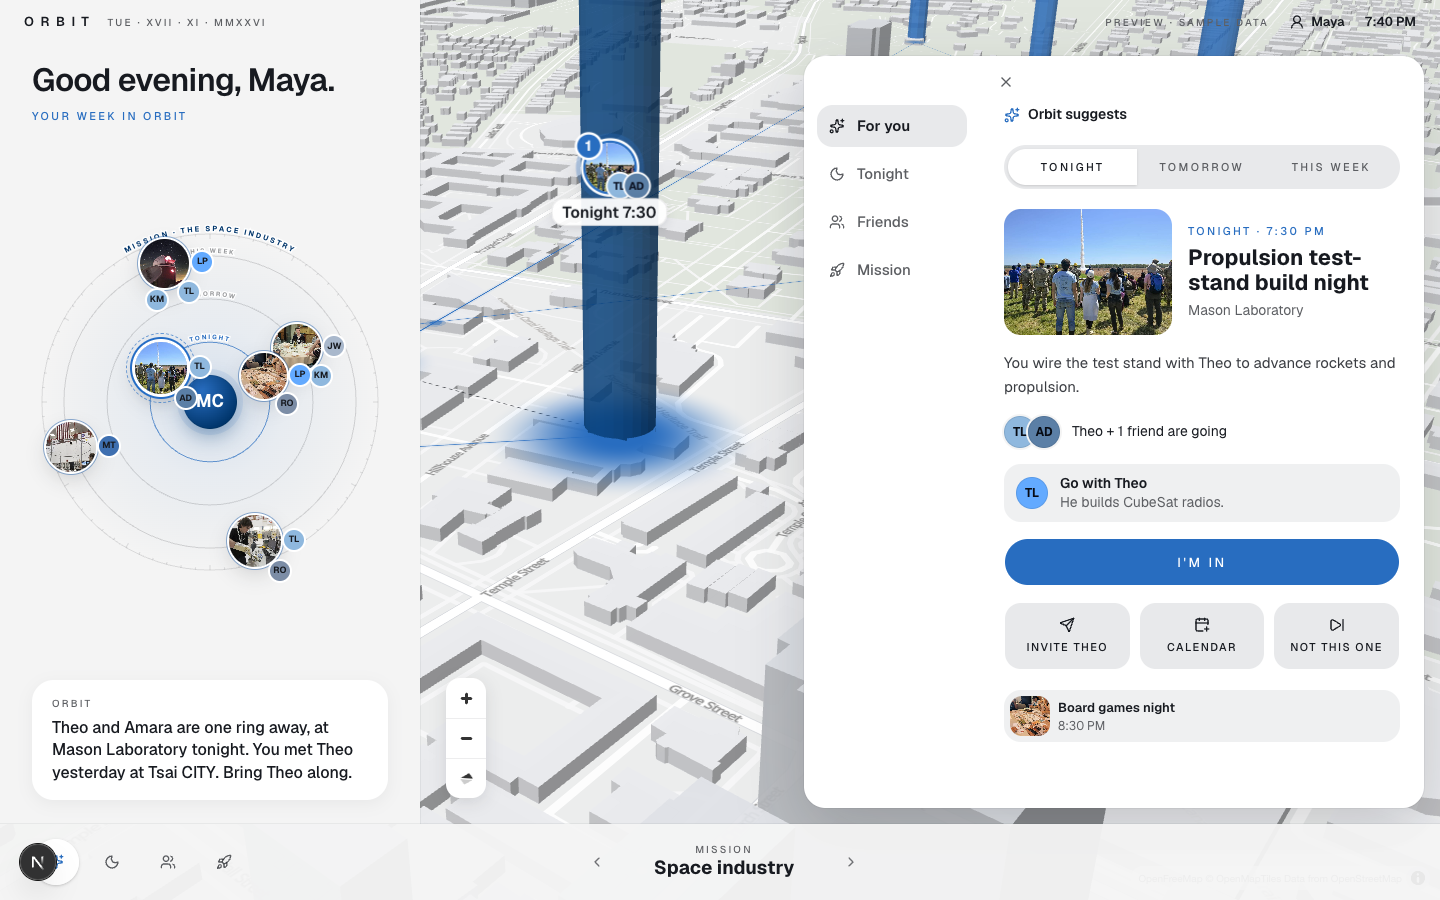 ORBIT TUE · XVII · XI · MMXXVI
PREVIEW · SAMPLE DATA Maya 7:40 PM
Good evening, Maya.
YOUR WEEK IN ORBIT
MISSION · THE SPACE INDUSTRY
THIS WEEK
LP
KM
TL
TONIGHT
TL
AD
MC
JW
LP
KM
RO
MT
TL
RO
ORBIT
Theo and Amara are one ring away, at
Mason Laboratory tonight. You met Theo
yesterday at Tsai CITY. Bring Theo along.
1
TL AD
Tonight 7:30
Hillhouse Avenue
Temple Street
Temple Street
Grove Street
For you
Tonight
Friends
Mission
Orbit suggests
TONIGHT TOMORROW THIS WEEK
TONIGHT · 7:30 PM
Propulsion test-
stand build night
Mason Laboratory
You wire the test stand with Theo to advance rockets and
propulsion.
TL AD Theo + 1 friend are going
TL Go with Theo
He builds CubeSat radios.
I'M IN
INVITE THEO CALENDAR NOT THIS ONE
Board games night
8:30 PM
N
MISSION
Space industry